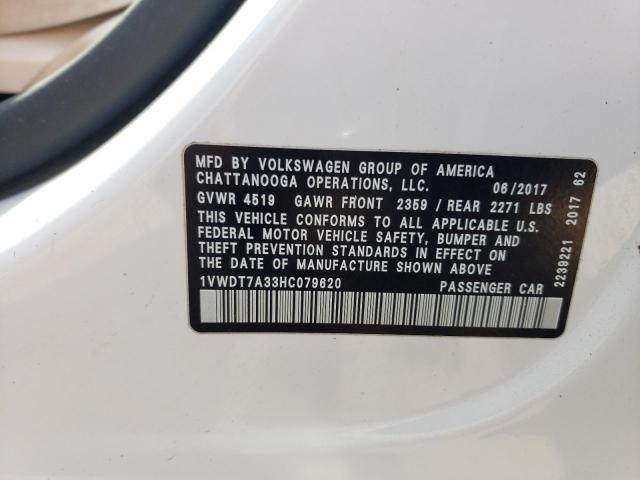 MFD BY VOLKSWAGEN GROUP OF AMERICA
CHATTANOOGA OPERATIONS, LLC. 06/2017
GVWR 4519 GAWR FRONT 2359 / REAR 2271 LBS
THIS VEHICLE CONFORMS TO ALL APPLICABLE U.S.
FEDERAL MOTOR VEHICLE SAFETY, BUMPER AND
THEFT PREVENTION STANDARDS IN EFFECT ON
THE DATE OF MANUFACTURE SHOWN ABOVE.
1VWDT7A33HC079620 PASSENGER CAR
2239221 2017 62